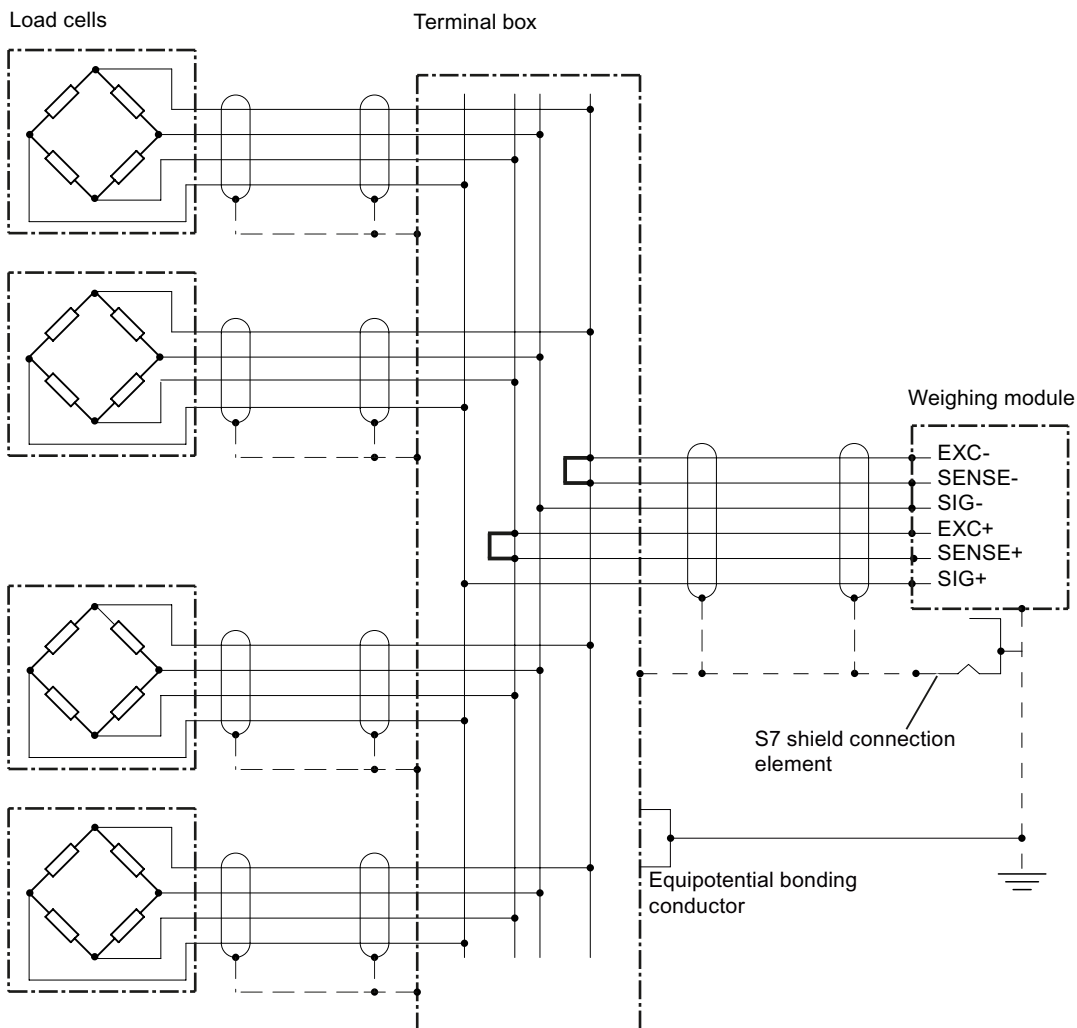 Load cells
Terminal box
Weighing module
EXC-
SENSE-
SIG-
EXC+
SENSE+
SIG+
S7 shield connection
element
Equipotential bonding
conductor